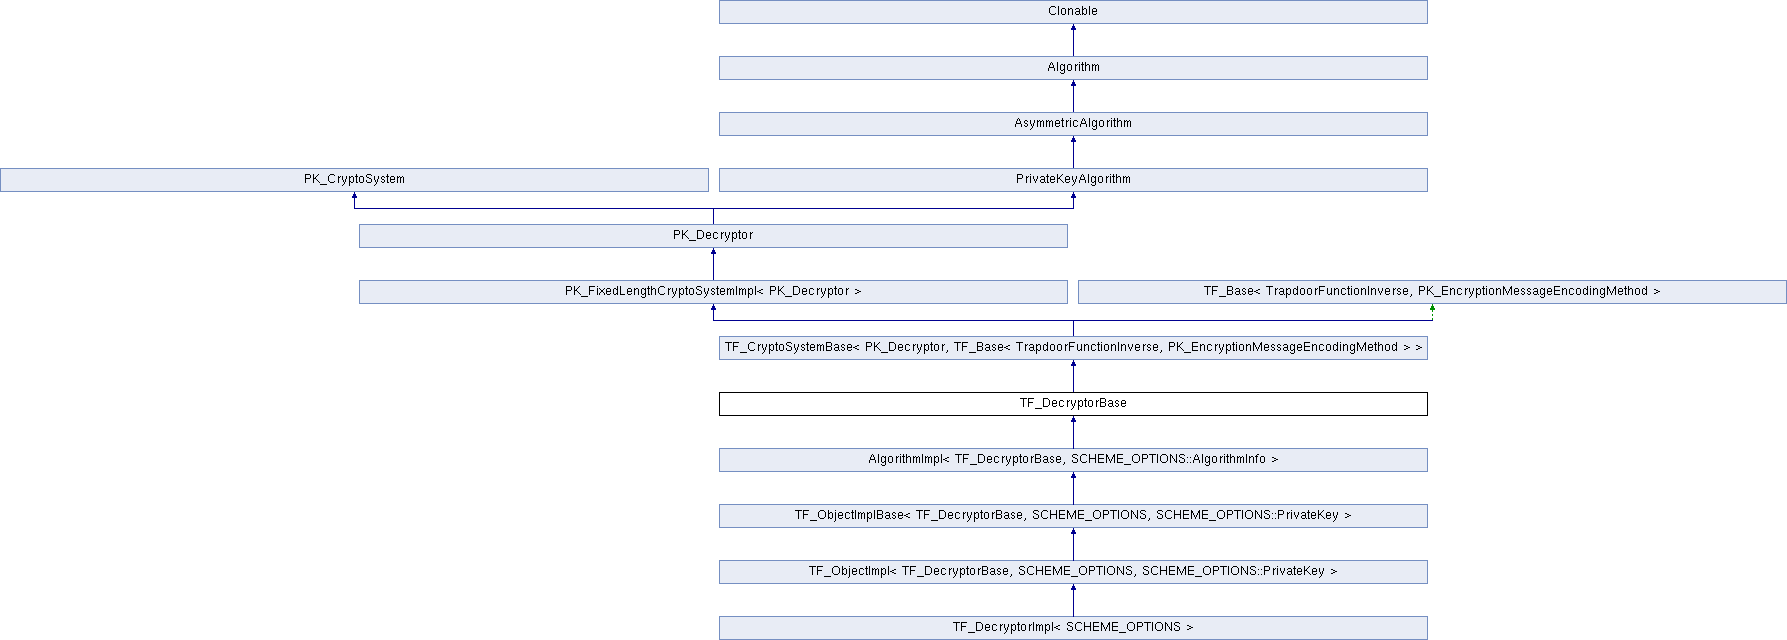 Clonable
Algorithm
AsymmetricAlgorithm
PK_CryptoSystem
PrivateKeyAlgorithm
PK_Decryptor
PK_FixedLengthCryptoSystemImpl< PK_Decryptor >
TF_Base< TrapdoorFunctionInverse, PK_EncryptionMessageEncodingMethod >
TF_CryptoSystemBase< PK_Decryptor, TF_Base< TrapdoorFunctionInverse, PK_EncryptionMessageEncodingMethod > >
TF_DecryptorBase
AlgorithmImpl< TF_DecryptorBase, SCHEME_OPTIONS::AlgorithmInfo >
TF_ObjectImplBase< TF_DecryptorBase, SCHEME_OPTIONS, SCHEME_OPTIONS::PrivateKey >
TF_ObjectImpl< TF_DecryptorBase, SCHEME_OPTIONS, SCHEME_OPTIONS::PrivateKey >
TF_DecryptorImpl< SCHEME_OPTIONS >